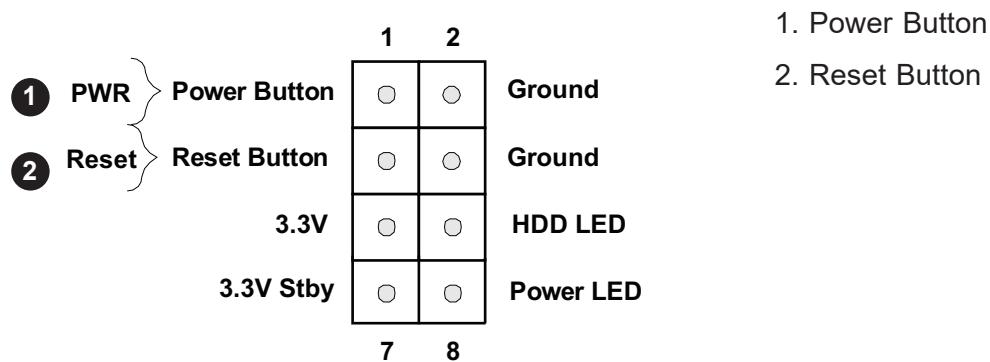 1 2
1 PWR Power Button Ground
2 Reset Reset Button Ground
3.3V HDD LED
3.3V Stby Power LED
7 8
1. Power Button
2. Reset Button